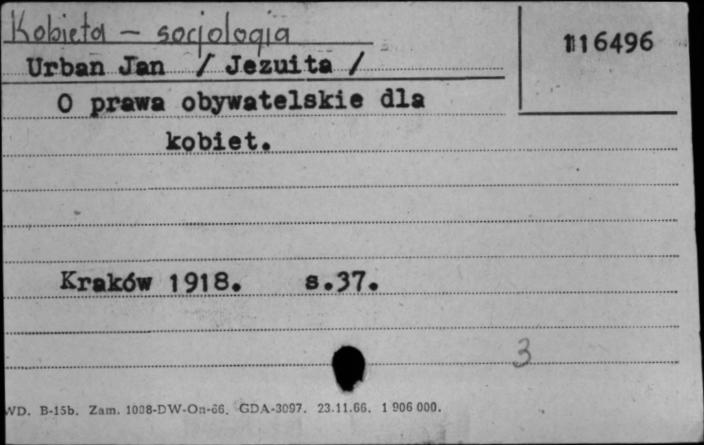 Kobieta – socjologia
116496
Urban Jan / Jezuita /
O prawa obywatelskie dla
kobiet.
Kraków 1918. s.37.
3
WD. B-15b. Zam. 1038-DW-On-66. GDA-3097. 23.11.66. 1 906 000.